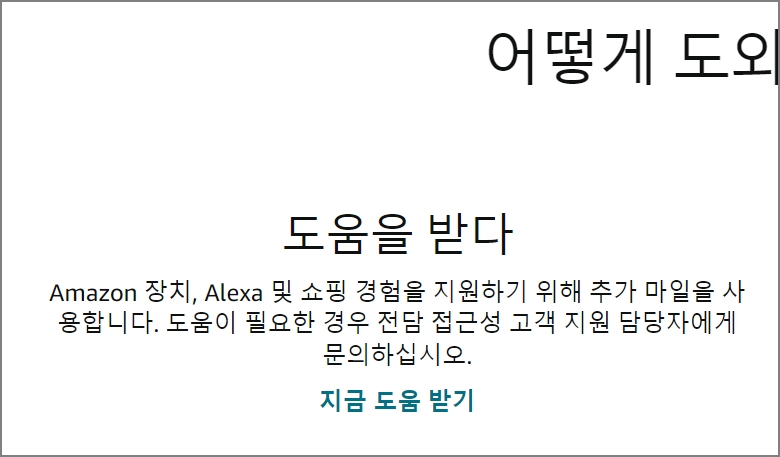 어떻게 도와
도움을 받다
Amazon 장치, Alexa 및 쇼핑 경험을 지원하기 위해 추가 마일을 사
용합니다. 도움이 필요한 경우 전담 접근성 고객 지원 담당자에게
문의하십시오.
지금 도움 받기